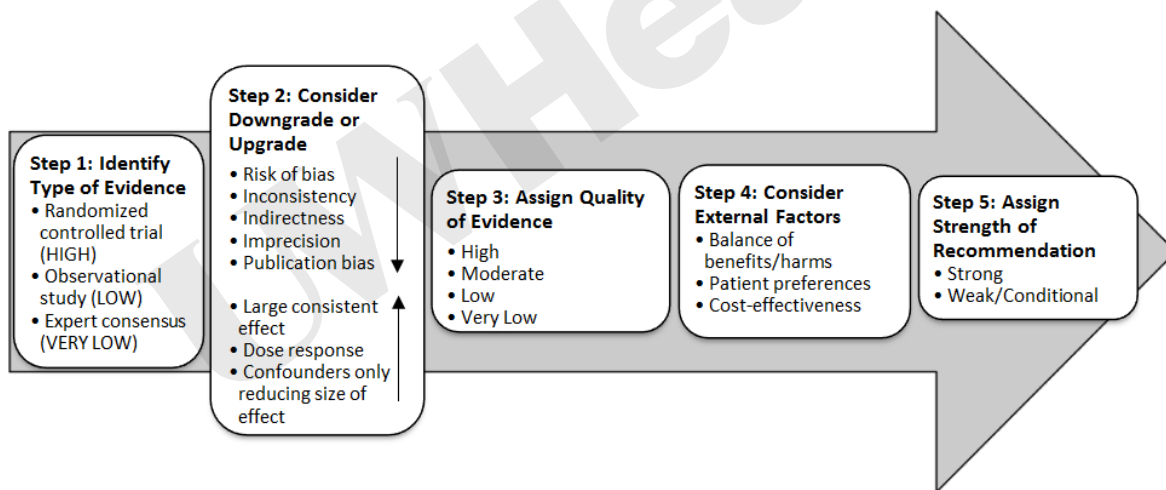 UWHea
Step 1: Identify
Type of Evidence
• Randomized
controlled trial
(HIGH)
• Observational
study (LOW)
• Expert consensus
(VERY LOW)
Step 2: Consider
Downgrade or
Upgrade
• Risk of bias
• Inconsistency
• Indirectness
• Imprecision
• Publication bias
• Large consistent
effect
• Dose response
• Confounders only
reducing size of
effect
Step 3: Assign Quality
of Evidence
• High
• Moderate
• Low
• Very Low
Step 4: Consider
External Factors
• Balance of
benefits/harms
• Patient preferences
• Cost-effectiveness
Step 5: Assign
Strength of
Recommendation
• Strong
• Weak/Conditional